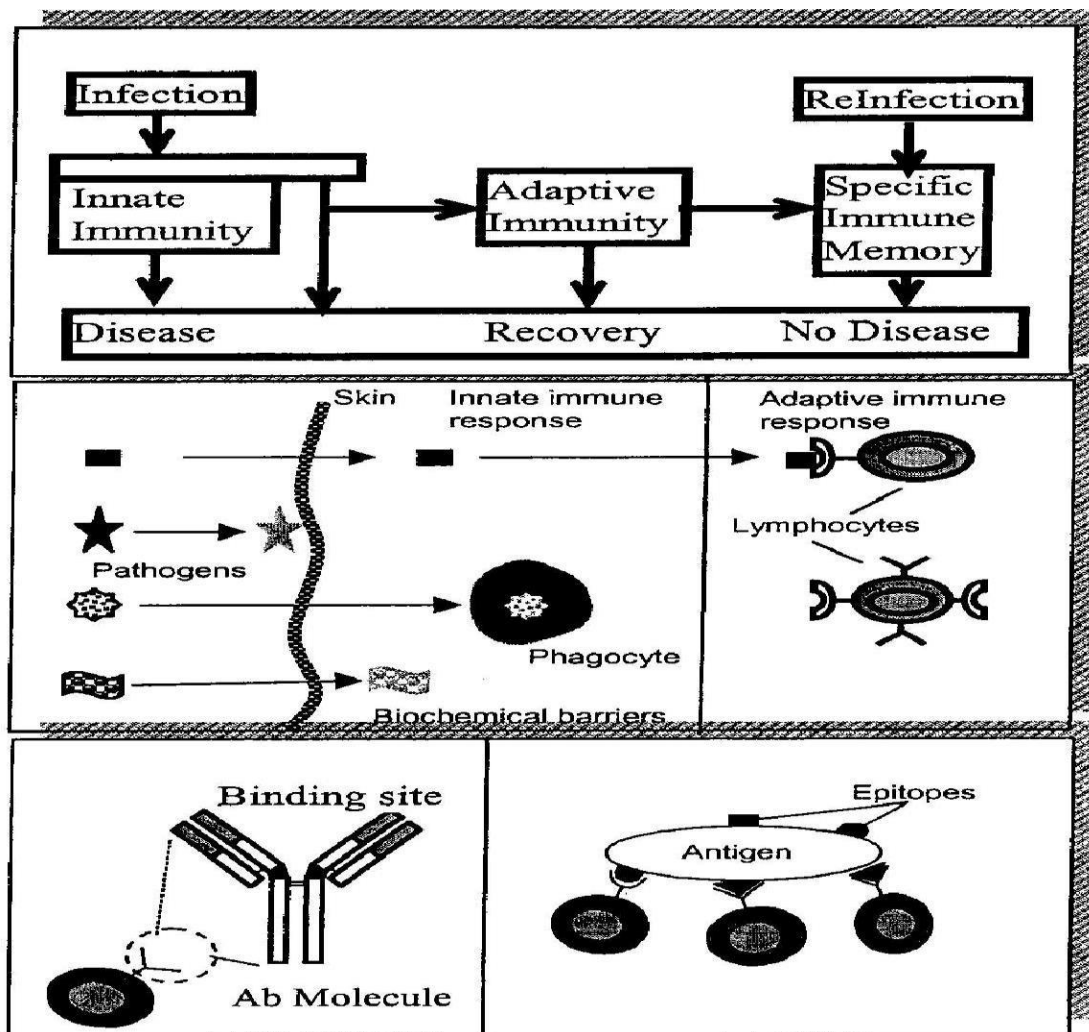 Infection
ReInfection
Innate
Immunity
Adaptive
Immunity
Specific
Immune
Memory
Disease
Recovery
No Disease
Skin
Innate immune
response
Adaptive immune
response
Pathogens
Lymphocytes
Phagocyte
Biochemical barriers
Binding site
Ab Molecule
Epitopes
Antigen